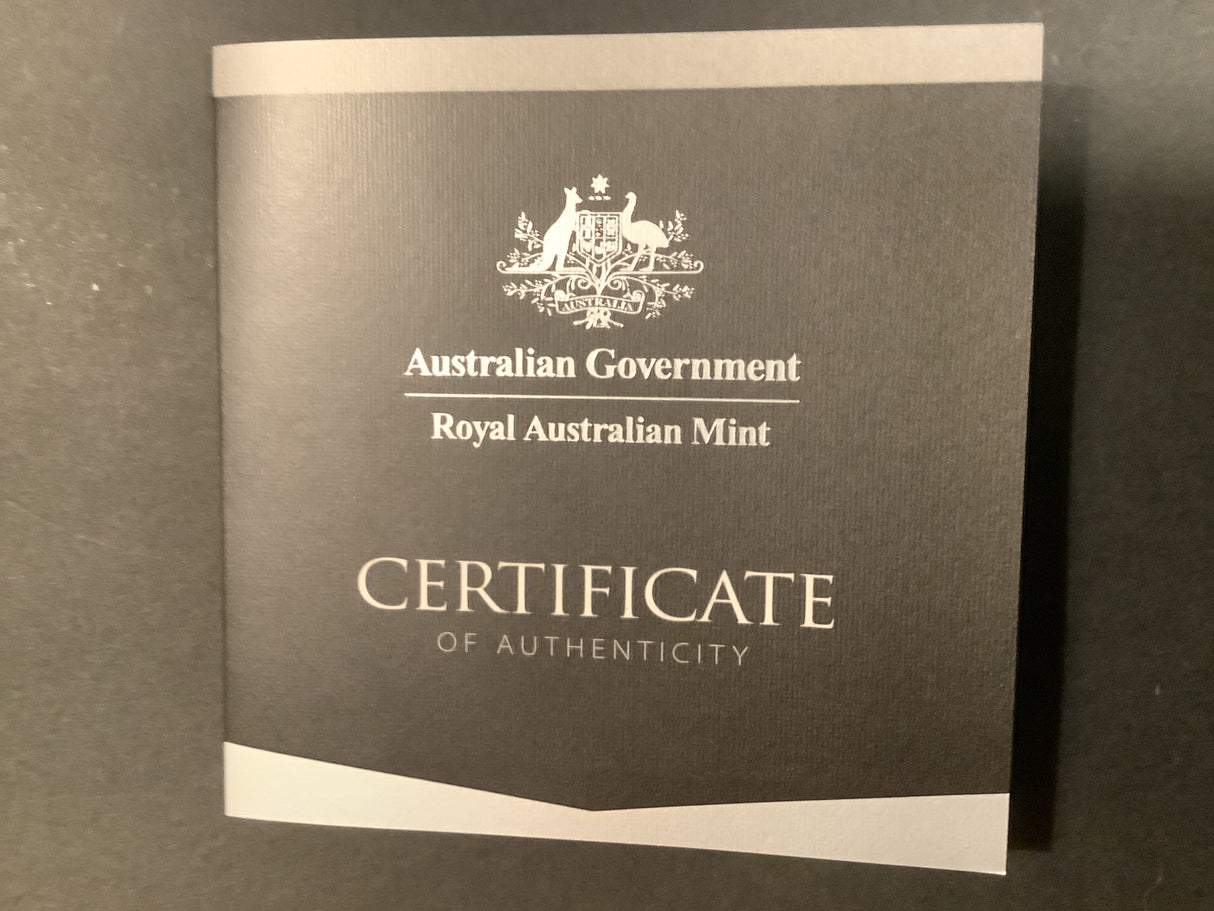 AUSTRALIA
Australian Government
Royal Australian Mint
CERTIFICATE
OF AUTHENTICITY